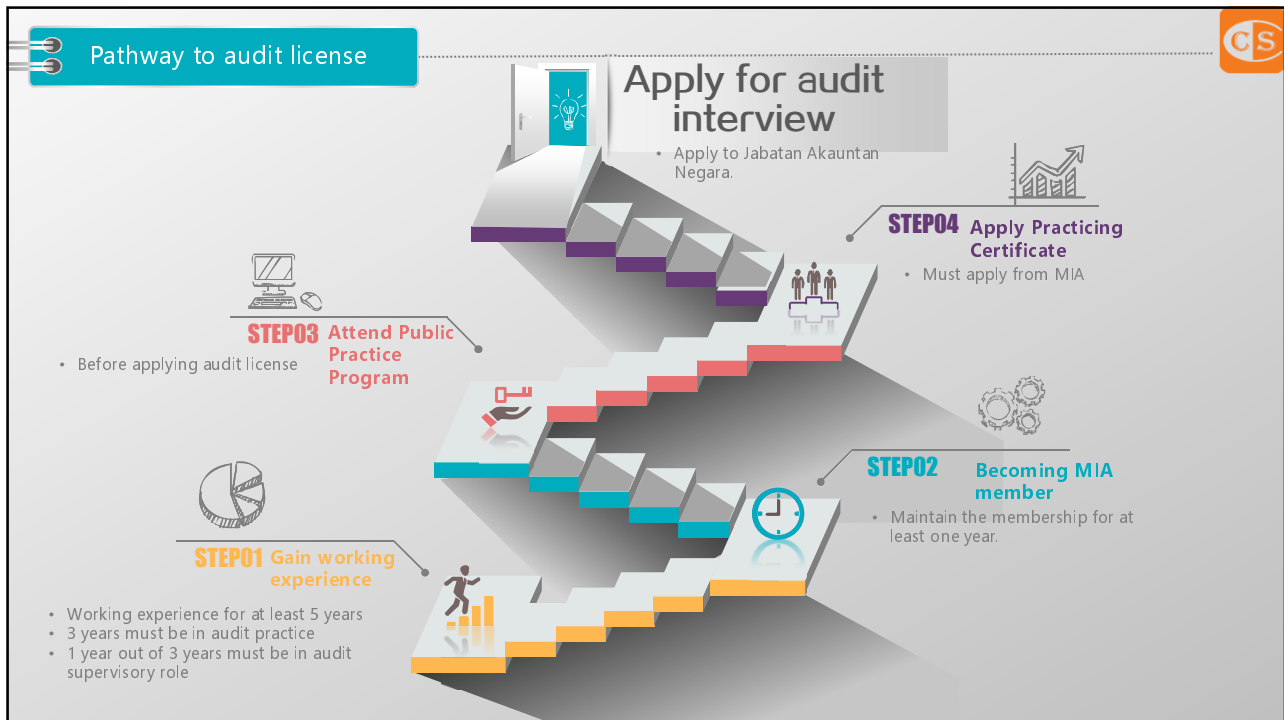 Pathway to audit license
CS
Apply for audit
interview
• Apply to Jabatan Akauntan
Negara.
STEP04 Apply Practicing
Certificate
• Must apply from MIA
STEP03 Attend Public
Practice
Program
• Before applying audit license
STEP02 Becoming MIA
member
• Maintain the membership for at
least one year.
STEP01 Gain working
experience
• Working experience for at least 5 years
• 3 years must be in audit practice
• 1 year out of 3 years must be in audit
supervisory role